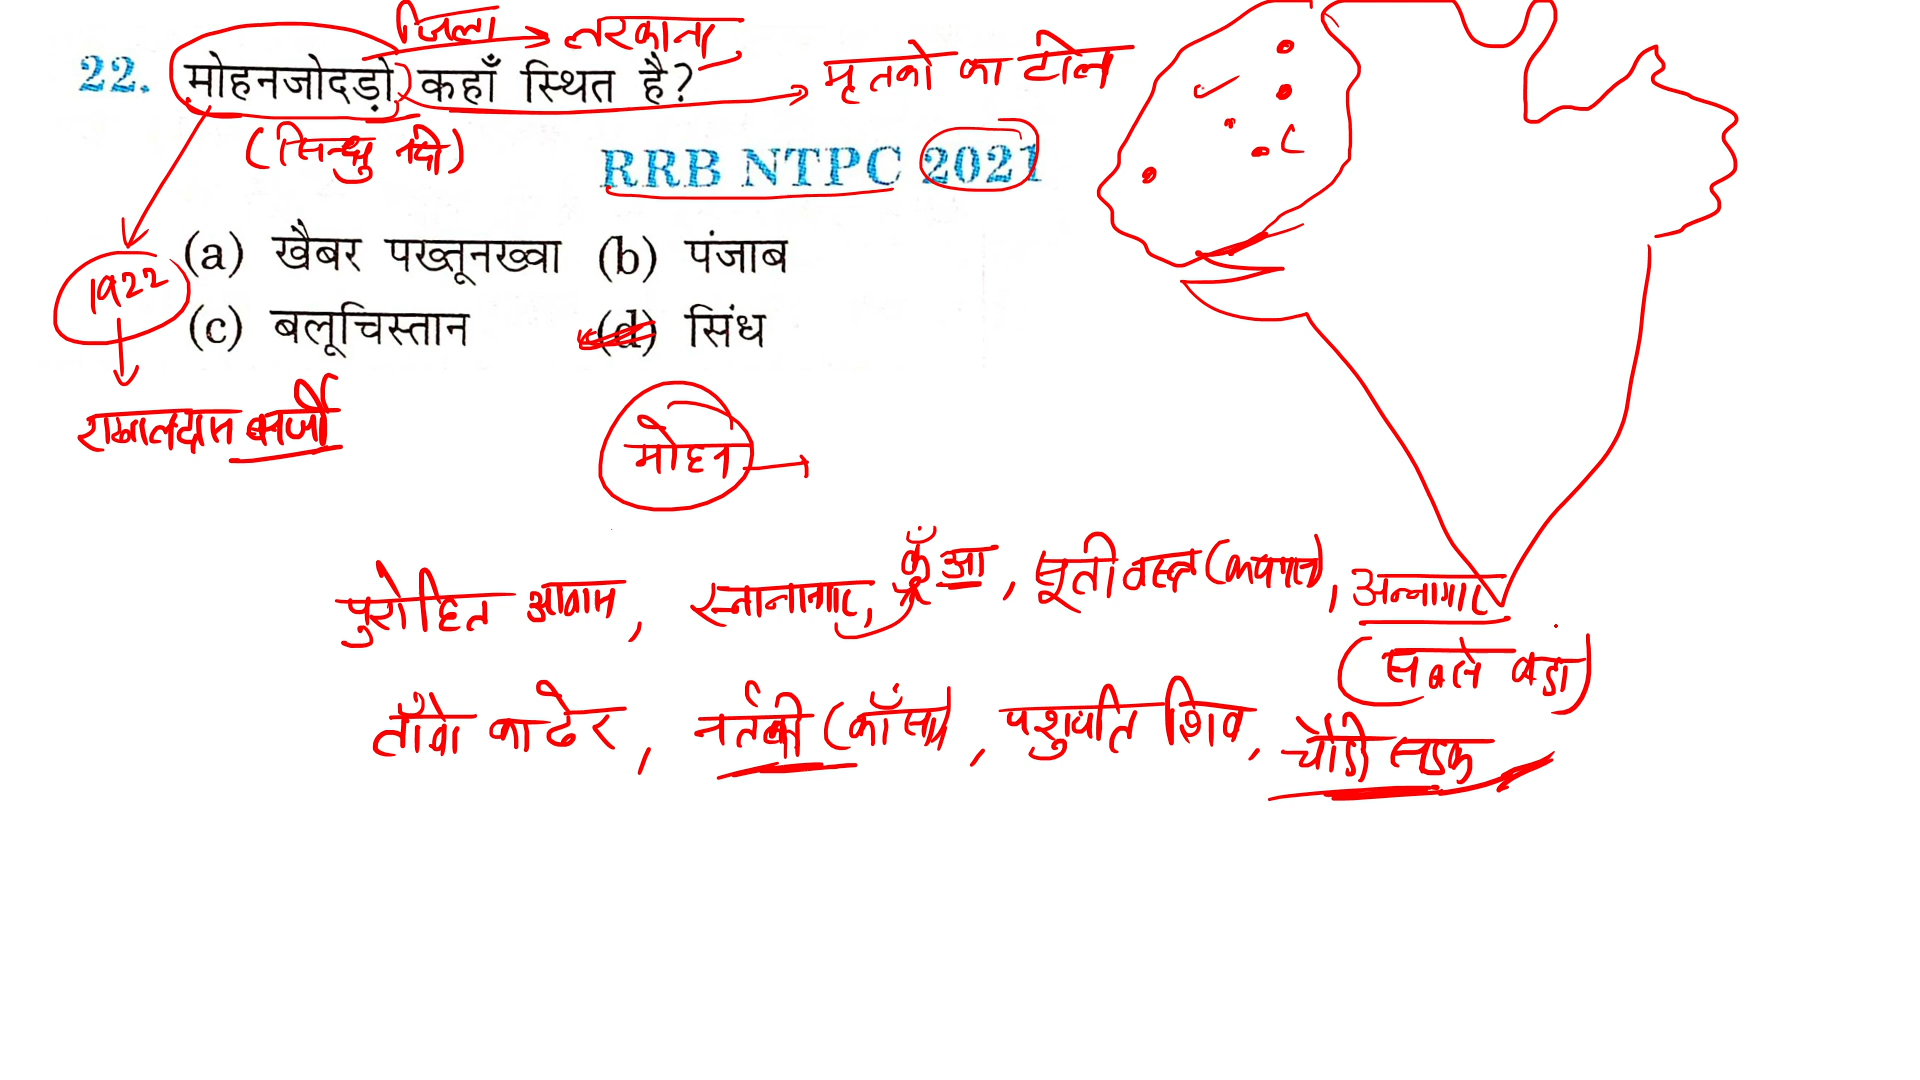 जिला → लरकाना
22. मोहनजोदड़ो कहाँ स्थित है? → मृतको का टीला
(सिन्धु नदी)
RRB NTPC 2021
(a) खैबर पख्तूनख्वा (b) पंजाब
1922
(c) बलूचिस्तान (d) सिंध
राखालदास बनर्जी
मोहन
पुरोहित आवास, स्नानागार, कुँआ, सूती वस्त्र (कपास), अन्नागार
(सबसे बड़ा)
ताँबे का ढेर, नर्तकी (काँसा), पशुपति शिव, चौड़ी सड़क